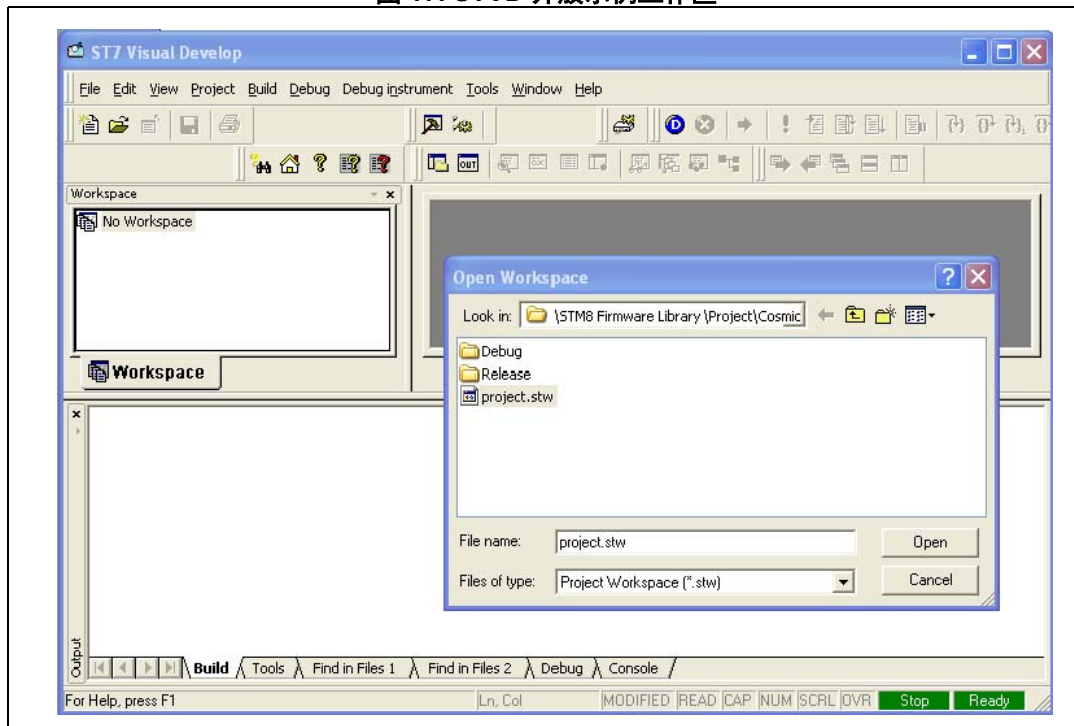 ST7 Visual Develop
File Edit View Project Build Debug Debug instrument Tools Window Help
D
OUT
Workspace
No Workspace
Workspace
Open Workspace
Look in: \STM8 Firmware Library \Project\Cosmic
Debug
Release
project.stw
File name: project.stw Open
Files of type: Project Workspace (*.stw) Cancel
Output
Build Tools Find in Files 1 Find in Files 2 Debug Console
For Help, press F1 Ln, Col MODIFIED READ CAP NUM SCRL OVR Stop Ready